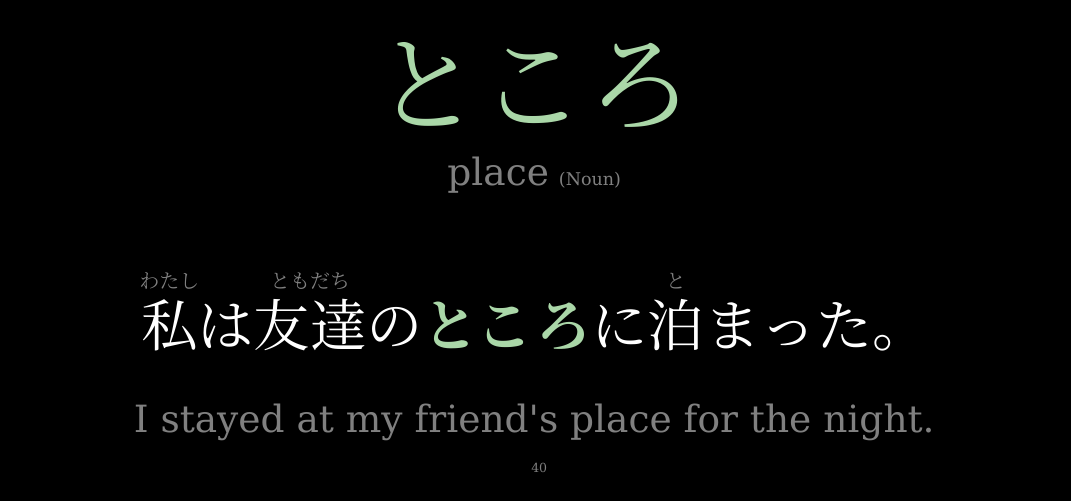 ところ
place (Noun)
わたし ともだち と
私は友達のところに泊まった。
I stayed at my friend's place for the night.
40